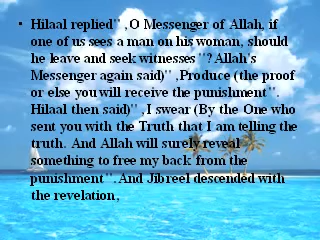 • Hilaal replied'' ,O Messenger of Allah, if
one of us sees a man on his woman, should
he leave and seek witnesses ''?Allah's
Messenger again said)'' ,Produce (the proof
or else you will receive the punishment''.
Hilaal then said)'' ,I swear (By the One who
sent you with the Truth that I am telling the
truth. And Allah will surely reveal
something to free my back from the
punishment''.And Jibreel descended with
the revelation,